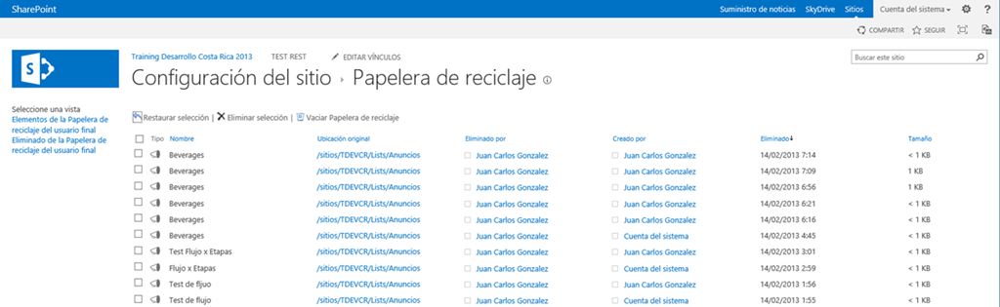 SharePoint
Suministro de noticias SkyDrive Sitios Cuenta del sistema ?
COMPARTIR SEGUIR
S
Training Desarrollo Costa Rica 2013 TEST REST EDITAR VÍNCULOS
Configuración del sitio › Papelera de reciclaje
Buscar este sitio
Seleccione una vista
Elementos de la Papelera de
reciclaje del usuario final
Eliminado de la Papelera de
reciclaje del usuario final
Restaurar selección | Eliminar selección | Vaciar Papelera de reciclaje
Tipo Nombre Ubicación original Eliminado por Creado por Eliminado↓ Tamaño
Beverages /sitios/TDEVCR/Lists/Anuncios Juan Carlos Gonzalez Juan Carlos Gonzalez 14/02/2013 7:14 < 1 KB
Beverages /sitios/TDEVCR/Lists/Anuncios Juan Carlos Gonzalez Juan Carlos Gonzalez 14/02/2013 7:09 1 KB
Beverages /sitios/TDEVCR/Lists/Anuncios Juan Carlos Gonzalez Juan Carlos Gonzalez 14/02/2013 6:56 1 KB
Beverages /sitios/TDEVCR/Lists/Anuncios Juan Carlos Gonzalez Juan Carlos Gonzalez 14/02/2013 6:21 < 1 KB
Beverages /sitios/TDEVCR/Lists/Anuncios Juan Carlos Gonzalez Juan Carlos Gonzalez 14/02/2013 6:16 < 1 KB
Beverages /sitios/TDEVCR/Lists/Anuncios Juan Carlos Gonzalez Cuenta del sistema 14/02/2013 4:45 < 1 KB
Test Flujo x Etapas /sitios/TDEVCR/Lists/Anuncios Juan Carlos Gonzalez Juan Carlos Gonzalez 14/02/2013 3:01 < 1 KB
Flujo x Etapas /sitios/TDEVCR/Lists/Anuncios Juan Carlos Gonzalez Cuenta del sistema 14/02/2013 2:59 < 1 KB
Test de fljuo /sitios/TDEVCR/Lists/Anuncios Juan Carlos Gonzalez Juan Carlos Gonzalez 14/02/2013 1:56 < 1 KB
Test de flujo /sitios/TDEVCR/Lists/Anuncios Juan Carlos Gonzalez Cuenta del sistema 14/02/2013 1:55 < 1 KB